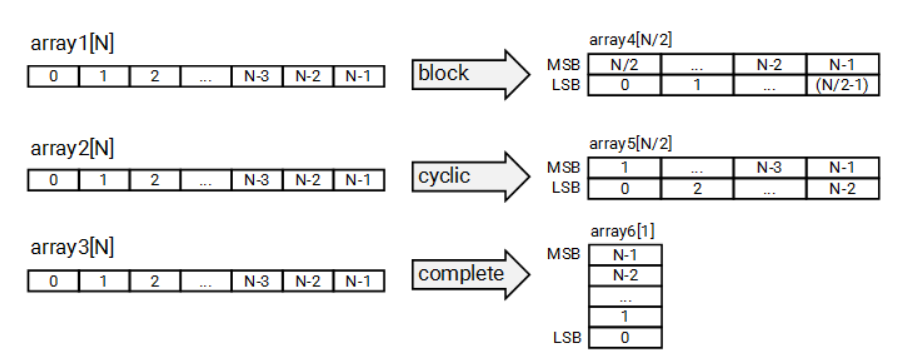 array1[N]
0 1 2 ... N-3 N-2 N-1
block
array4[N/2]
MSB N/2 ... N-2 N-1
LSB 0 1 ... (N/2-1)
array2[N]
0 1 2 ... N-3 N-2 N-1
cyclic
array5[N/2]
MSB 1 ... N-3 N-1
LSB 0 2 ... N-2
array3[N]
0 1 2 ... N-3 N-2 N-1
complete
array6[1]
MSB N-1
N-2
...
1
LSB 0